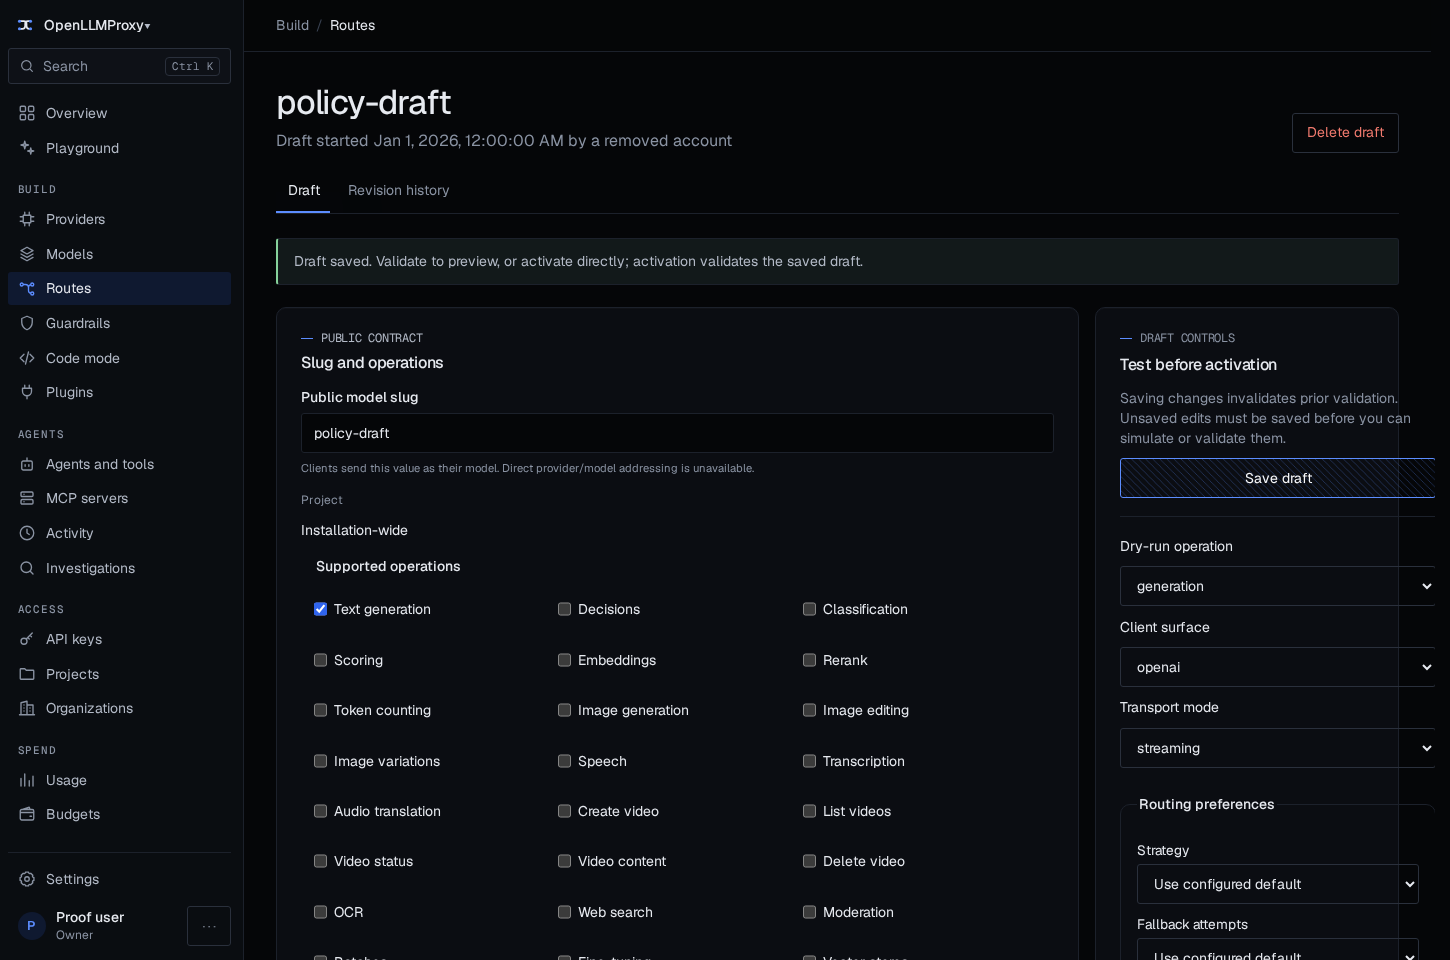 OpenLLMProxy
Search
Ctrl K
Overview
Playground
BUILD
Providers
Models
Routes
Guardrails
Code mode
Plugins
AGENTS
Agents and tools
MCP servers
Activity
Investigations
ACCESS
API keys
Projects
Organizations
SPEND
Usage
Budgets
Settings
P
Proof user
Owner
...
Build / Routes
policy-draft
Draft started Jan 1, 2026, 12:00:00 AM by a removed account
Delete draft
Draft
Revision history
Draft saved. Validate to preview, or activate directly; activation validates the saved draft.
PUBLIC CONTRACT
Slug and operations
Public model slug
policy-draft
Clients send this value as their model. Direct provider/model addressing is unavailable.
Project
Installation-wide
Supported operations
Text generation
Decisions
Classification
Scoring
Embeddings
Rerank
Token counting
Image generation
Image editing
Image variations
Speech
Transcription
Audio translation
Create video
List videos
Video status
Video content
Delete video
OCR
Web search
Moderation
Batches
Fine-tuning
Vector stores
DRAFT CONTROLS
Test before activation
Saving changes invalidates prior validation.
Unsaved edits must be saved before you can
simulate or validate them.
Save draft
Dry-run operation
generation
Client surface
openai
Transport mode
streaming
Routing preferences
Strategy
Use configured default
Fallback attempts
Use configured default